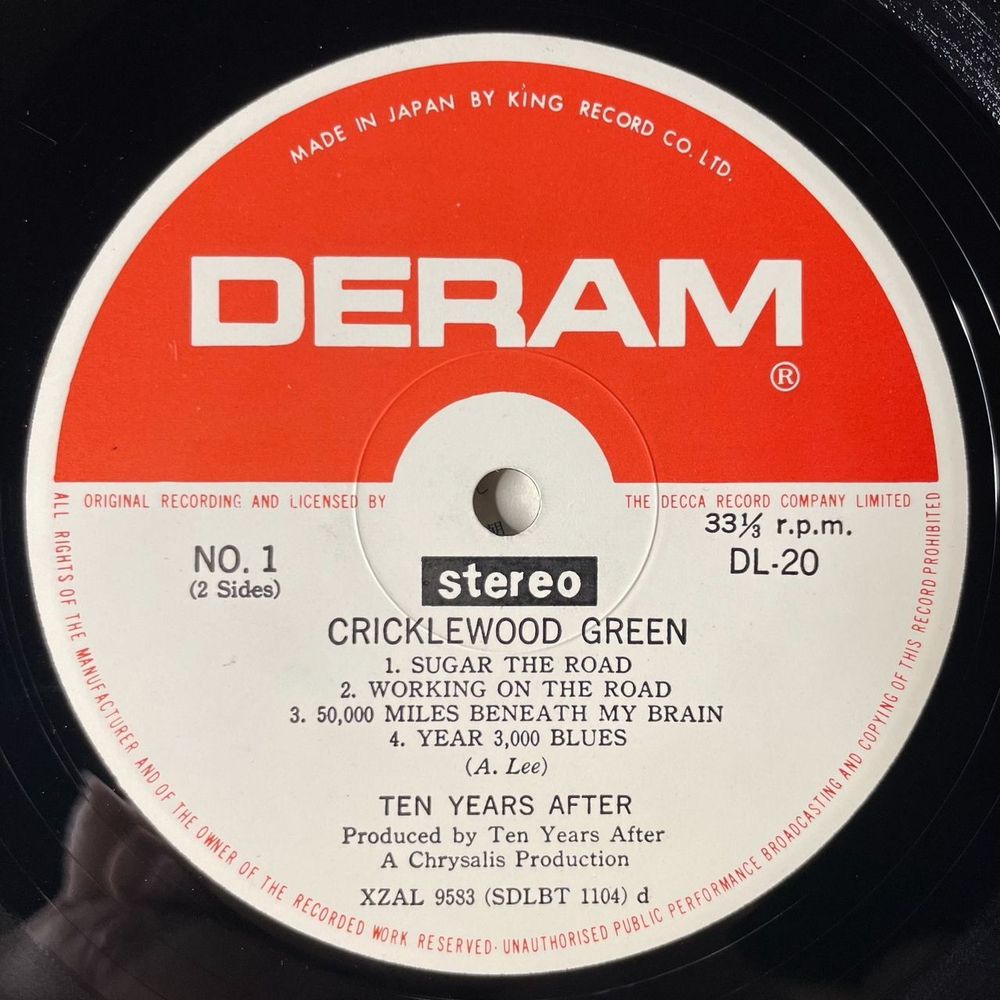 MADE IN JAPAN BY KING RECORD CO. LTD.
DERAM
®
ORIGINAL RECORDING AND LICENSED BY THE DECCA RECORD COMPANY LIMITED
33⅓ r.p.m.
NO. 1
DL-20
(2 Sides)
stereo
CRICKLEWOOD GREEN
1. SUGAR THE ROAD
2. WORKING ON THE ROAD
3. 50,000 MILES BENEATH MY BRAIN
4. YEAR 3,000 BLUES
(A. Lee)
TEN YEARS AFTER
Produced by Ten Years After
A Chrysalis Production
XZAL 9583 (SDLBT 1104) d
ALL RIGHTS OF THE MANUFACTURER AND OF THE OWNER OF THE RECORDED WORK RESERVED· UNAUTHORISED PUBLIC PERFORMANCE BROADCASTING AND COPYING OF THIS RECORD PROHIBITED